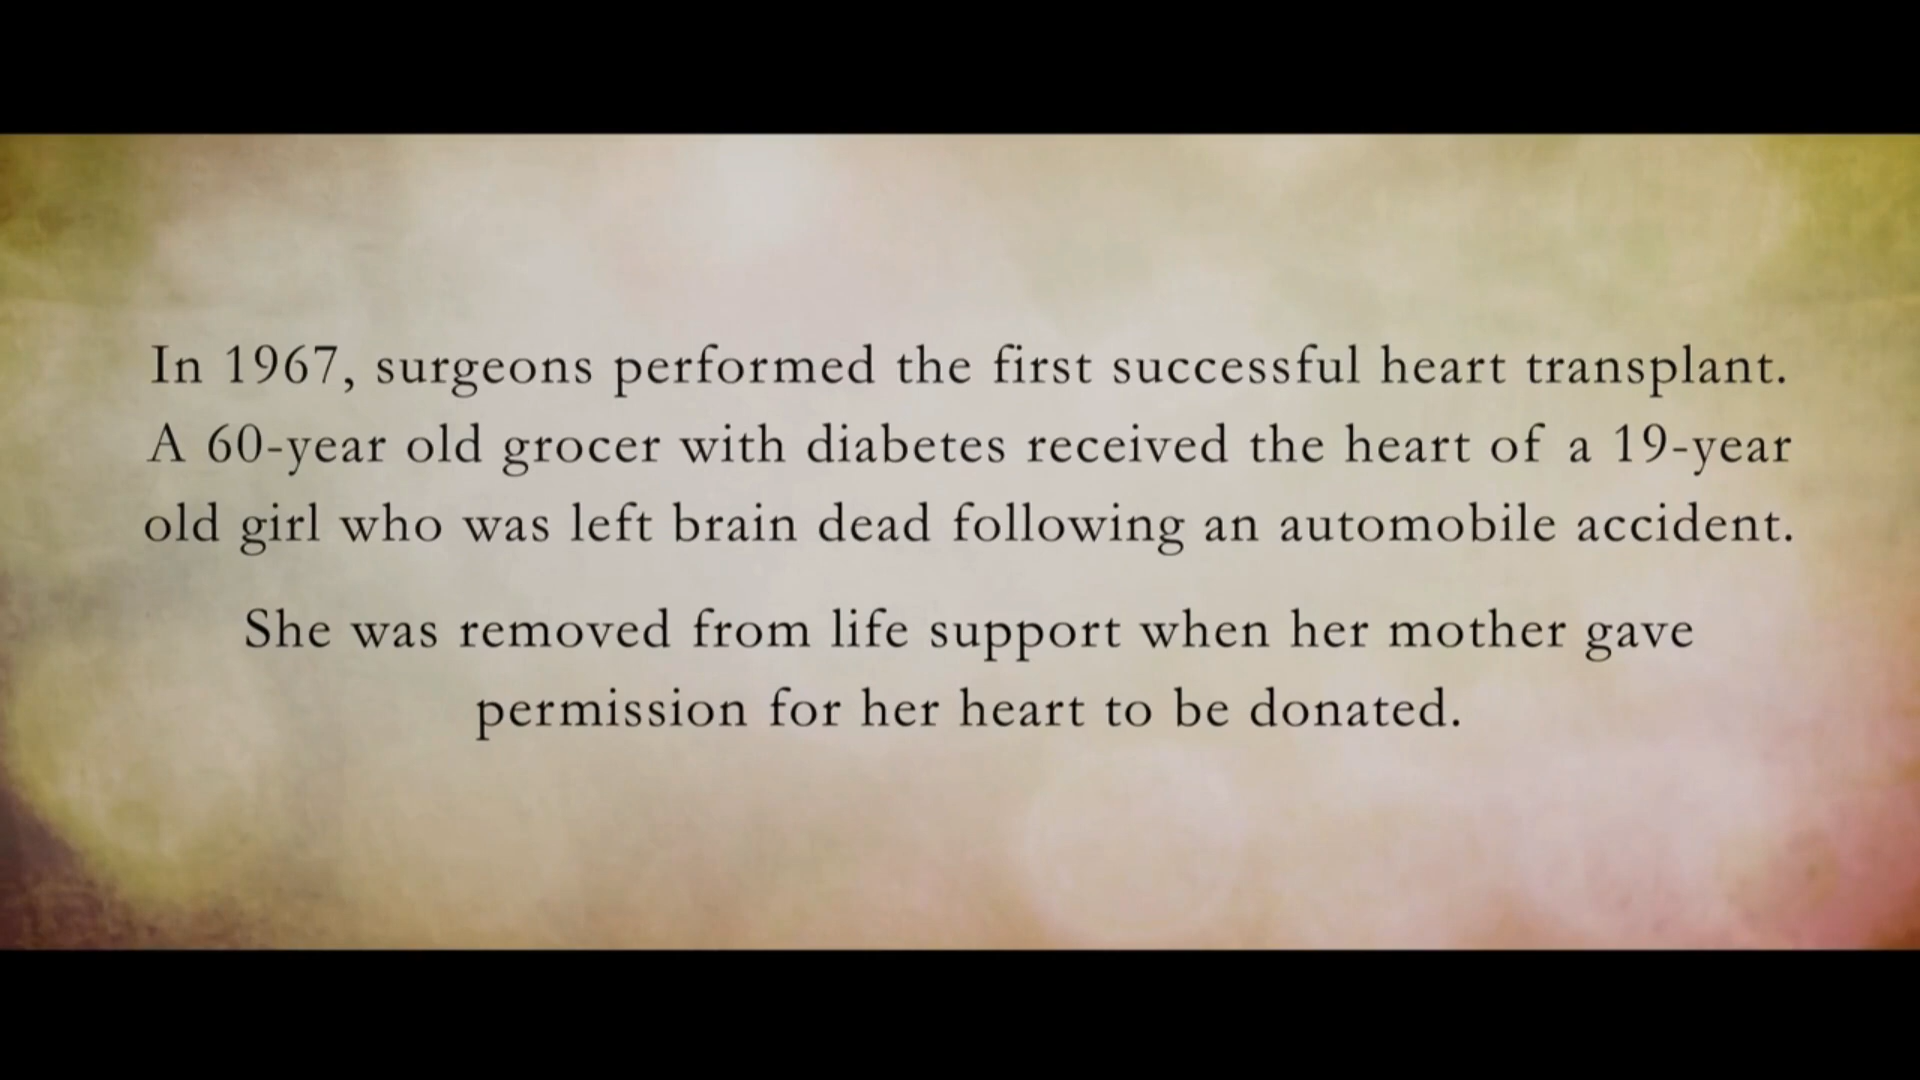 In 1967, surgeons performed the first successful heart transplant.
A 60-year old grocer with diabetes received the heart of a 19-year
old girl who was left brain dead following an automobile accident.
She was removed from life support when her mother gave
permission for her heart to be donated.